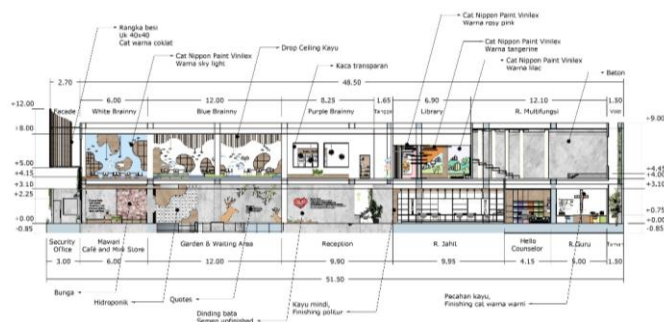 Rangka besi
Uk 40x40
Cat warna coklat
Cat Nippon Paint Vinilex
Warna sky light
Drop Ceiling Kayu
Kaca transparan
Cat Nippon Paint Vinilex
Warna rosy pink
Cat Nippon Paint Vinilex
Warna tangerine
Cat Nippon Paint Vinilex
Warna lilac
Beton
2.70
48.50
6.00
12.00
8.25
1.65
6.90
12.10
1.50
Facade
White Brainny
Blue Brainny
Purple Brainny
Library
R. Multifungsi
Void
+12.00
+8.00
+5.00
+4.15
+3.10
+2.25
+0.00
-0.85
+9.00
+4.45
+4.00
+3.10
+0.75
+0.00
-0.85
Security
Office
Mawari
Café and Mini Store
Garden & Waiting Area
Reception
R. Jahit
Hello
Counselor
R.Guru
3.00
6.00
12.00
9.90
9.95
4.15
1.50
51.50
Bunga
Hidroponik
Quotes
Dinding bata
Semen unfinished
Kayu mindi,
Finishing politur
Pacahan kayu,
Finishing cat warna warni